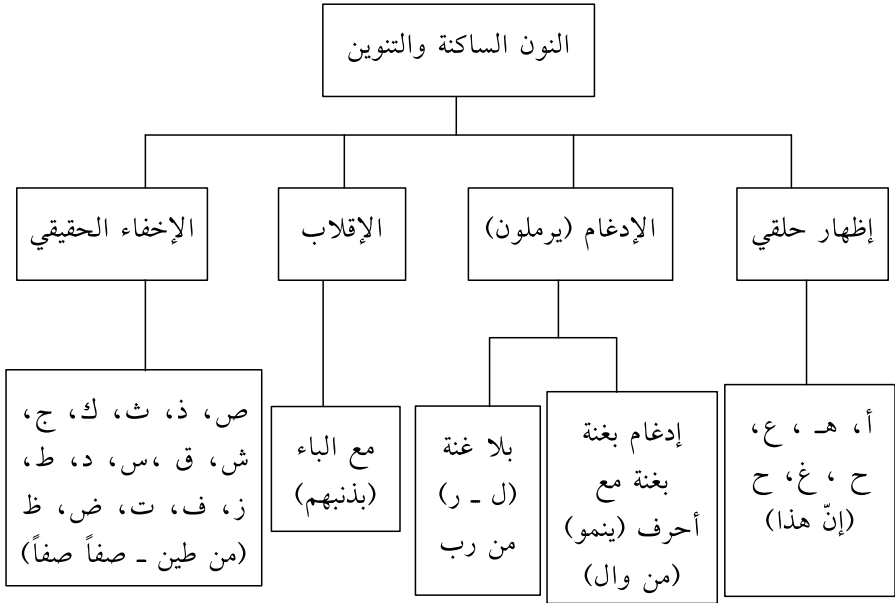 النون الساكنة والتنوين
إظهار حلقي
الإدغام (يرملون)
الإقلاب
الإخفاء الحقيقي
أ، هـ ، ع،
ح ، غ، ح
(إنّ هذا)
إدغام بغنة
بغنة مع
أحرف (ينمو)
(من وال)
بلا غنة
(ل ـ ر)
من رب
مع الباء
(بذنبهم)
ص، ذ، ث، ك، ج،
ش، ق ،س، د، ط،
ز، ف، ت، ض، ظ
(من طين ـ صفاً صفاً)